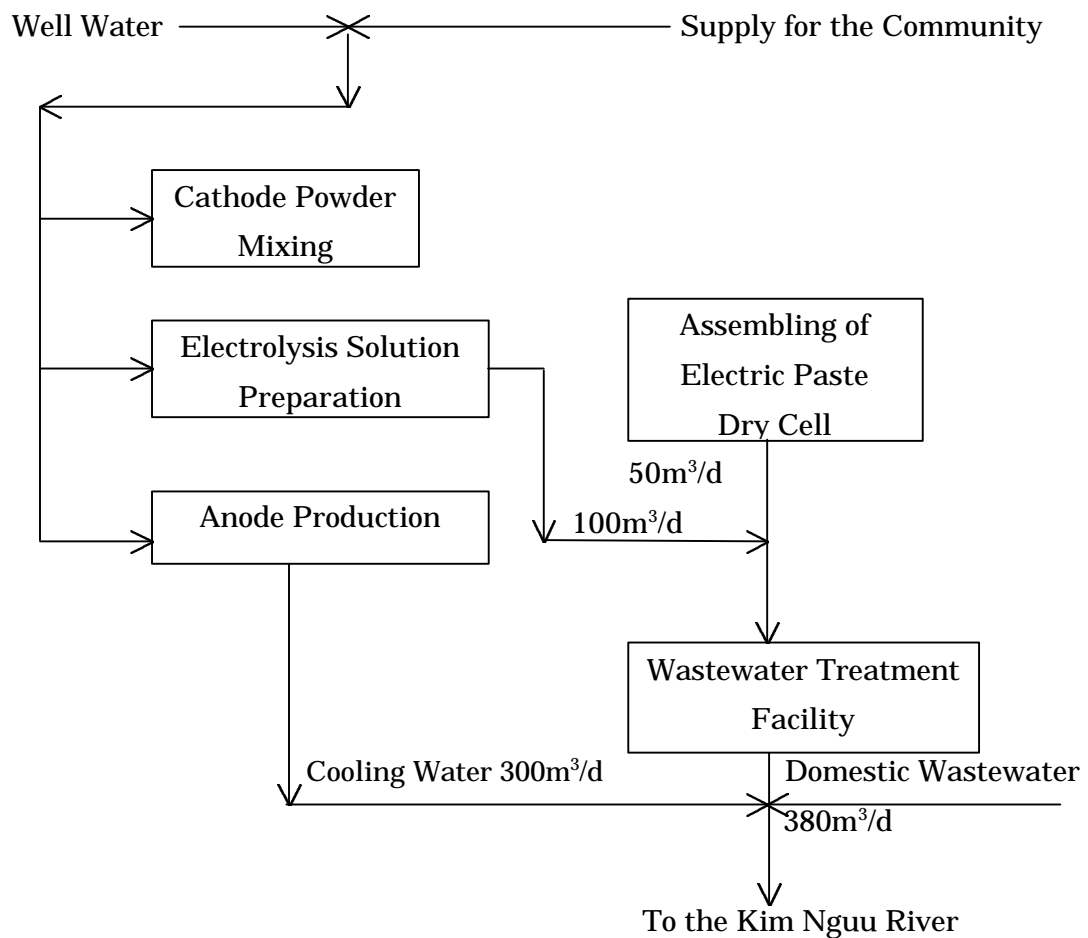 Well Water
Supply for the Community
Cathode Powder
Mixing
Electrolysis Solution
Preparation
Assembling of
Electric Paste
Dry Cell
50m³/d
100m³/d
Anode Production
Wastewater Treatment
Facility
Cooling Water 300m³/d
Domestic Wastewater
380m³/d
To the Kim Nguu River